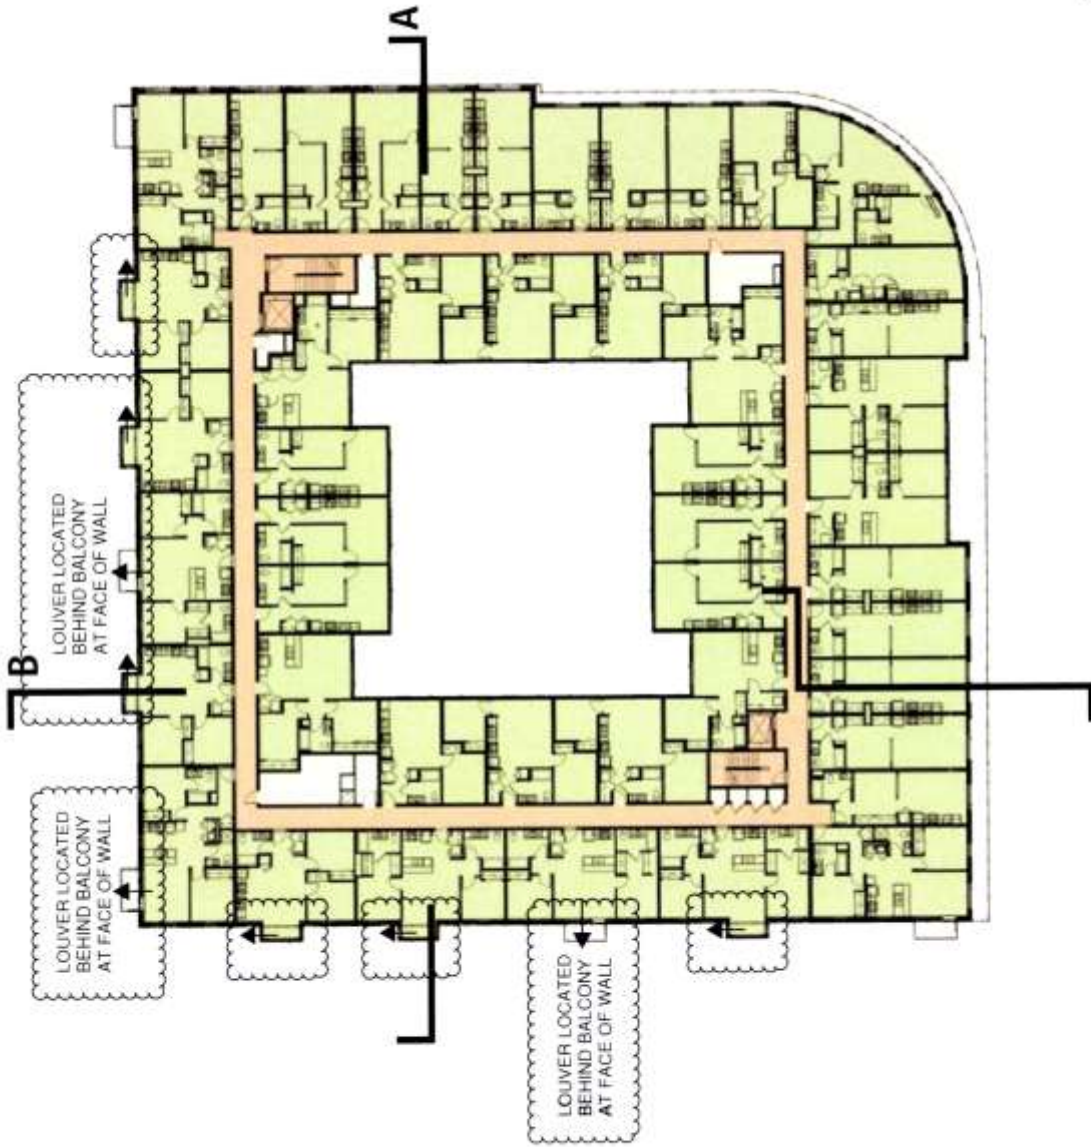 A
B
LOUVER LOCATED
BEHIND BALCONY
AT FACE OF WALL
LOUVER LOCATED
BEHIND BALCONY
AT FACE OF WALL
LOUVER LOCATED
BEHIND BALCONY
AT FACE OF WALL